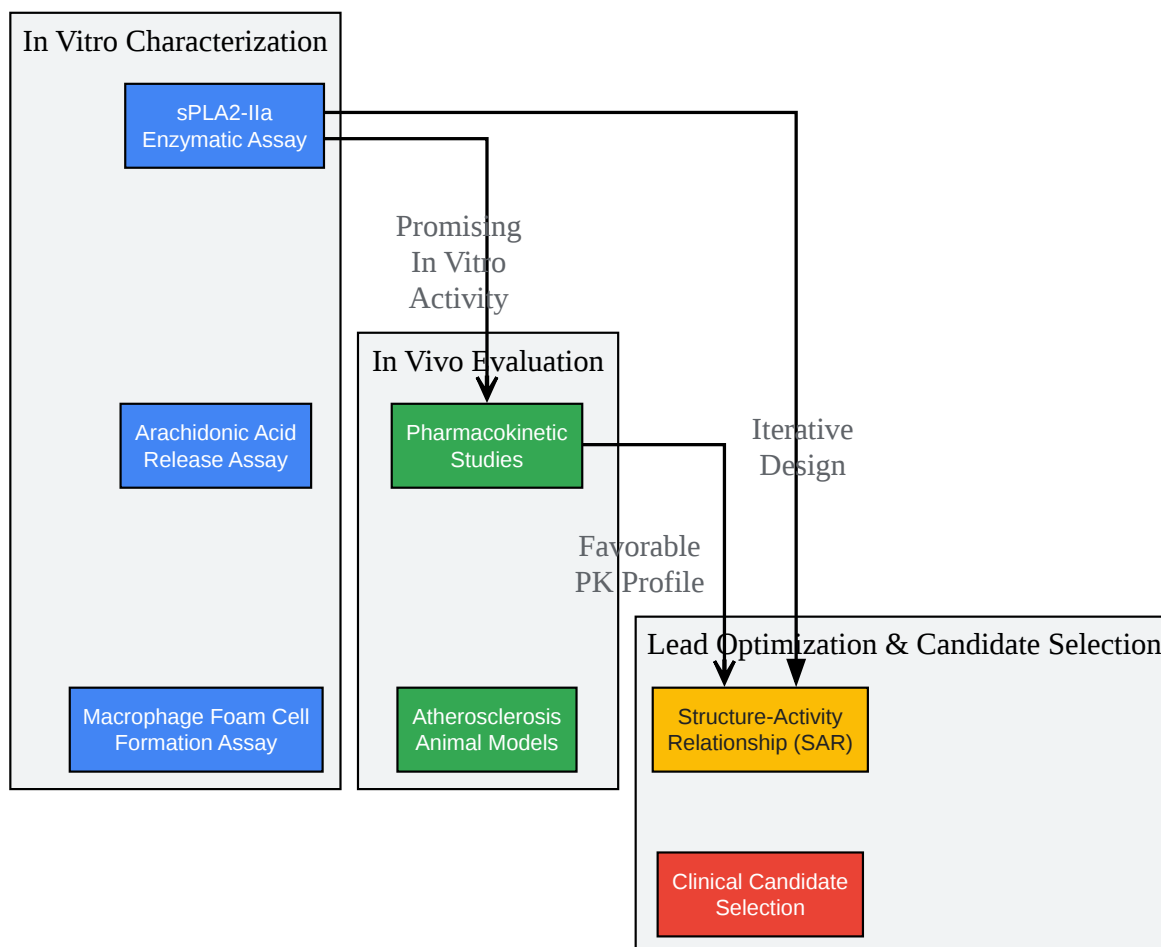 In Vitro Characterization
sPLA2-IIa
Enzymatic Assay
Promising
In Vitro
Activity
In Vivo Evaluation
Arachidonic Acid
Release Assay
Pharmacokinetic
Studies
Iterative
Design
Favorable
PK Profile
Lead Optimization & Candidate Selection
Macrophage Foam Cell
Formation Assay
Atherosclerosis
Animal Models
Structure-Activity
Relationship (SAR)
Clinical Candidate
Selection